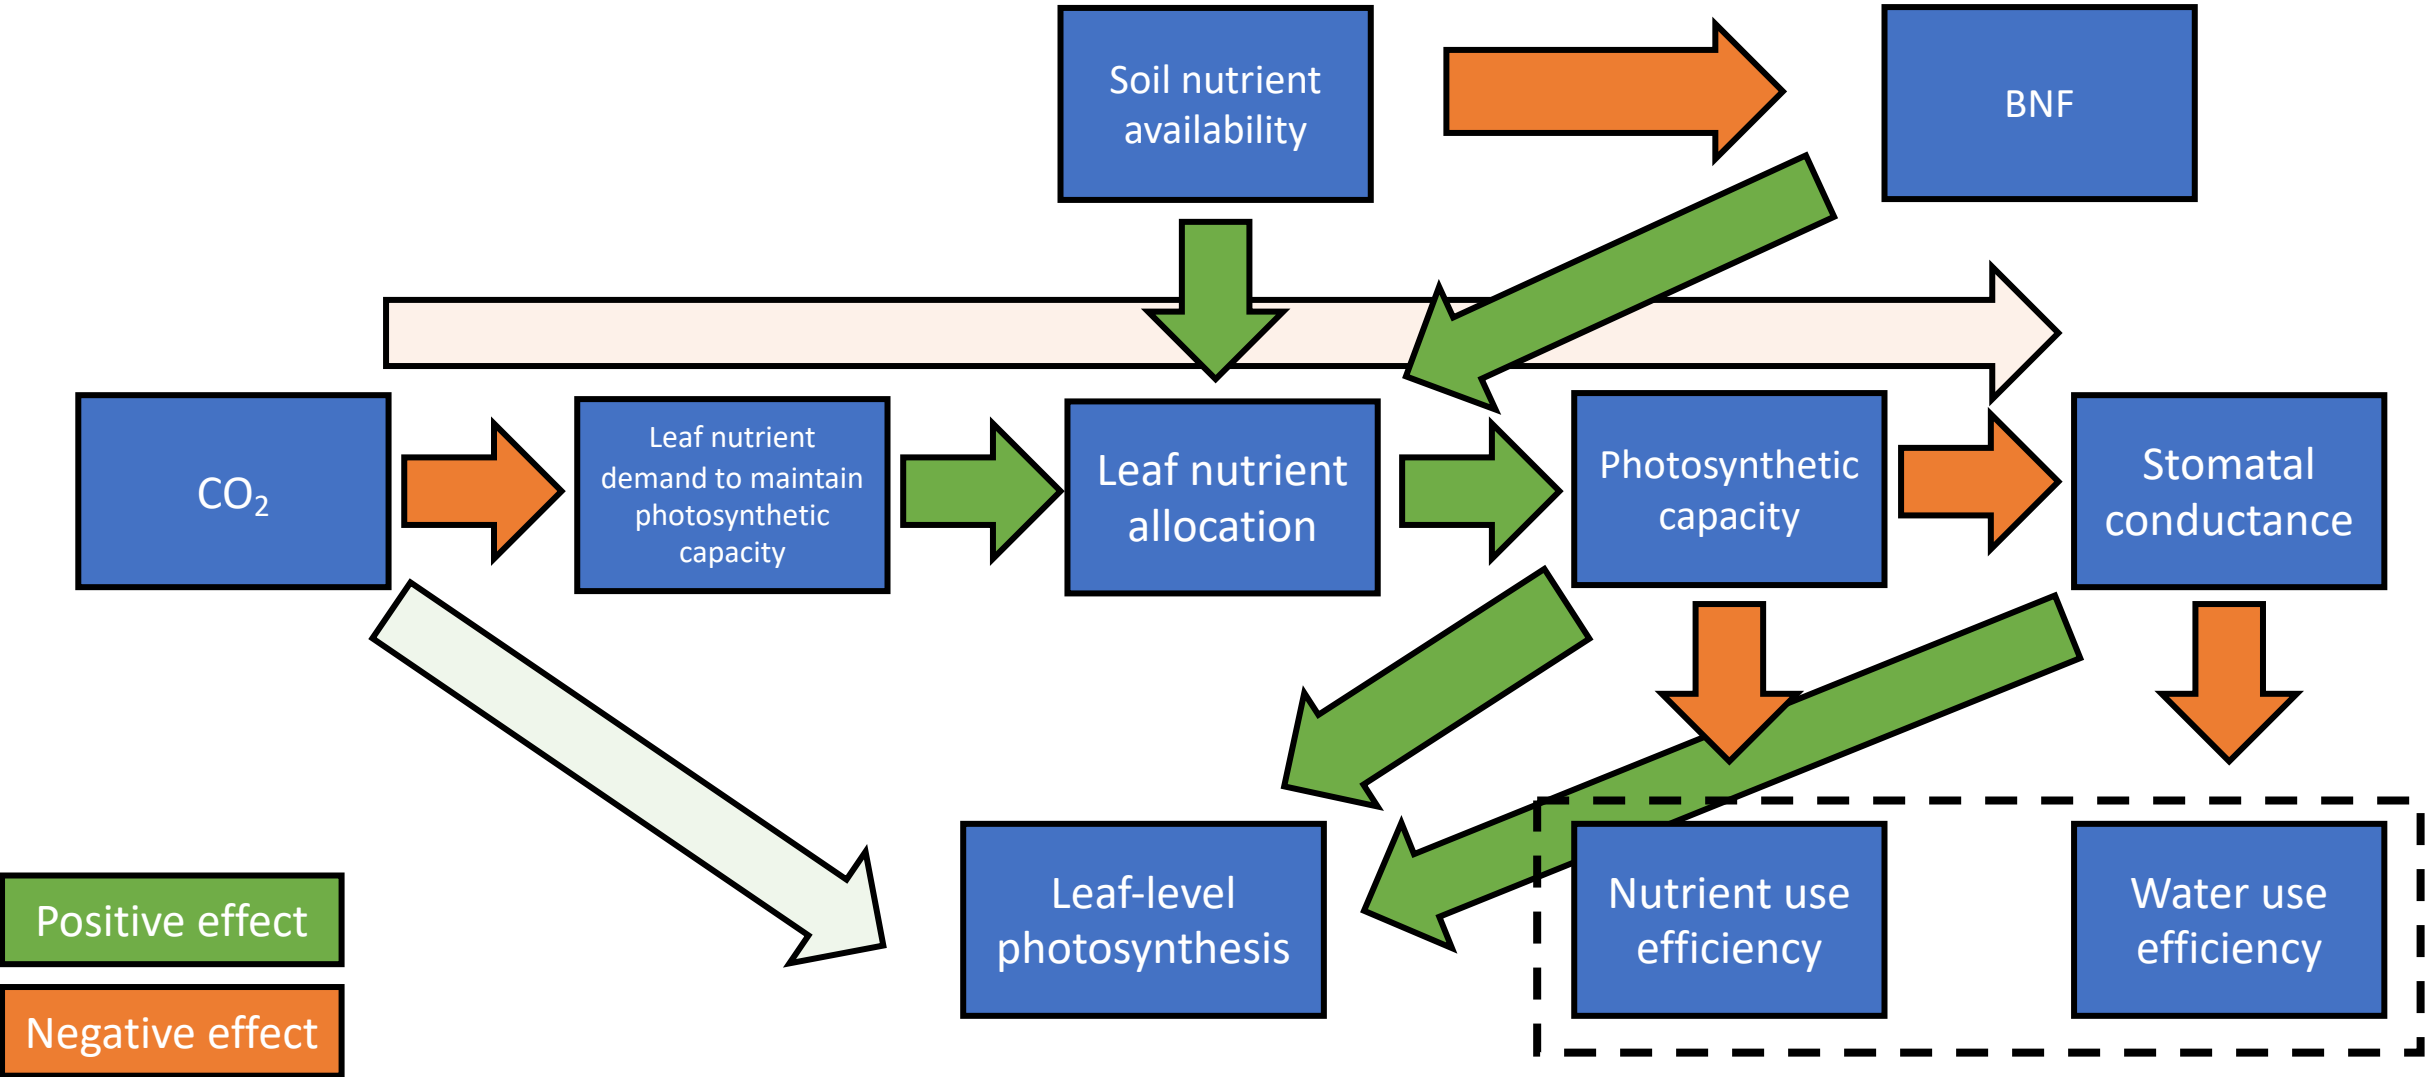 Soil nutrient
availability
BNF
CO₂
Leaf nutrient
demand to maintain
photosynthetic
capacity
Leaf nutrient
allocation
Photosynthetic
capacity
Stomatal
conductance
Leaf-level
photosynthesis
Nutrient use
efficiency
Water use
efficiency
Positive effect
Negative effect